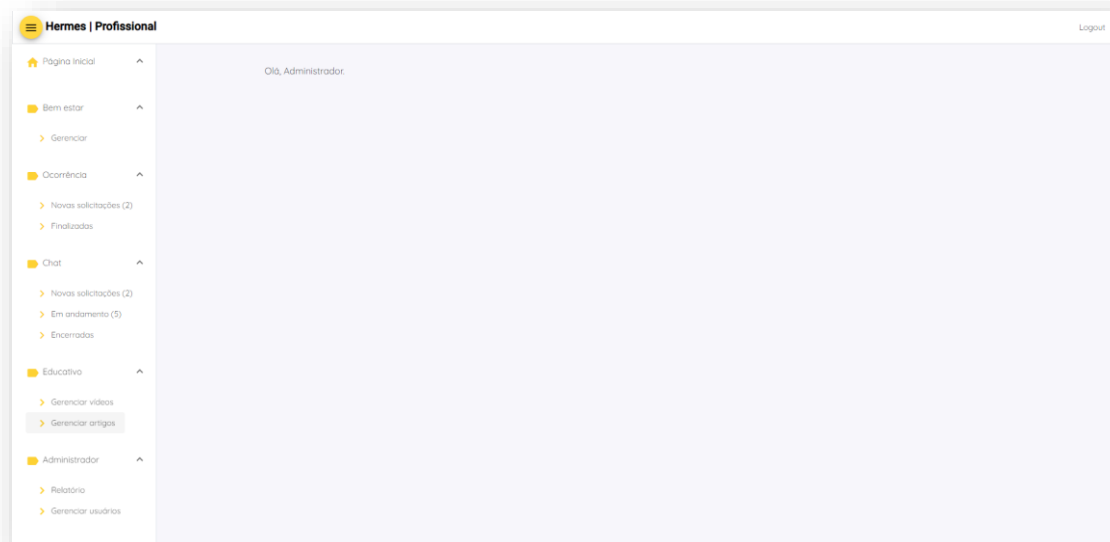 Hermes | Profissional
Logout
Página Inicial
Olá, Administrador.
Bem estar
Gerenciar
Ocorrência
Novas solicitações (2)
Finalizadas
Chat
Novas solicitações (2)
Em andamento (5)
Encerradas
Educativo
Gerenciar vídeos
Gerenciar artigos
Administrador
Relatório
Gerenciar usuários